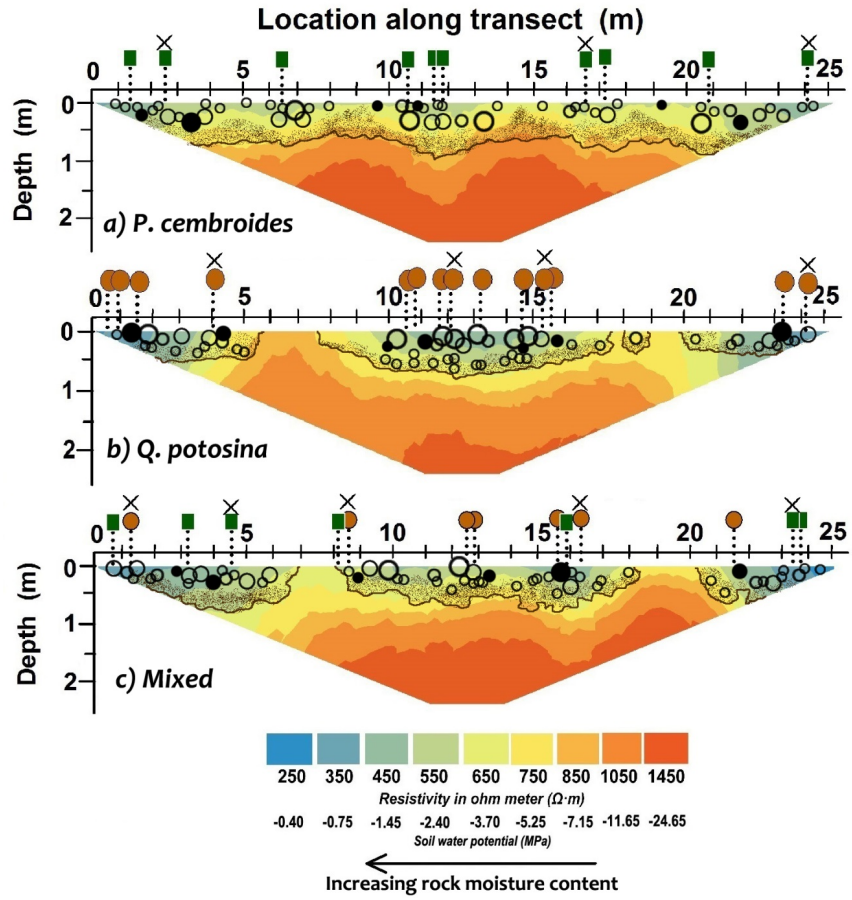 Location along transect (m)
0 5 10 15 20 25
Depth (m)
0
1
2
a) P. cembroides
0 5 10 15 20 25
0
1
2
b) Q. potosina
0 5 10 15 20 25
Depth (m)
0
1
2
c) Mixed
250 350 450 550 650 750 850 1050 1450
Resistivity in ohm meter (Ω·m)
-0.40 -0.75 -1.45 -2.40 -3.70 -5.25 -7.15 -11.65 -24.65
Soil water potential (MPa)
Increasing rock moisture content